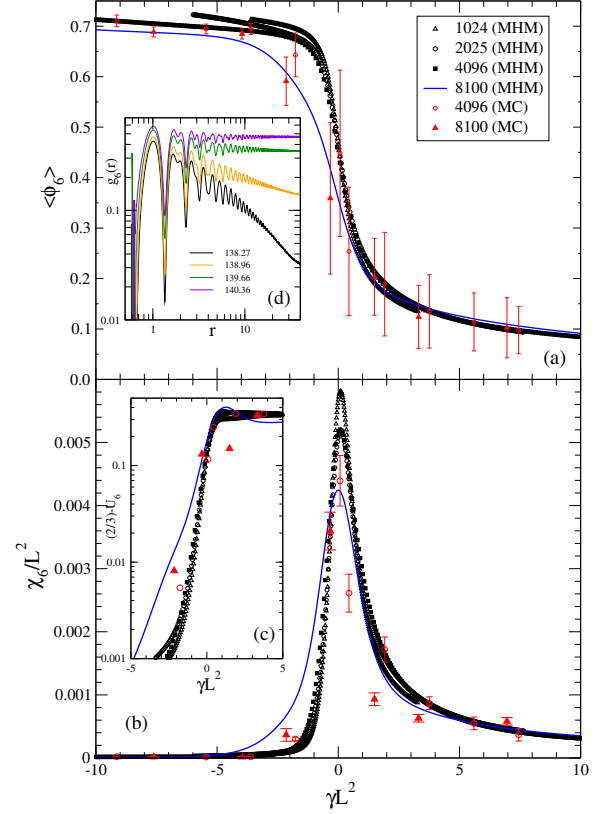 0.7
0.6
0.5
0.4
0.3
0.2
0.1
0.0
<ϕ6>
1024 (MHM)
2025 (MHM)
4096 (MHM)
8100 (MHM)
4096 (MC)
8100 (MC)
(a)
g6(r)
0.1
0.01
1
10
r
138.27
138.96
139.66
140.36
(d)
0.005
0.004
0.003
0.002
0.001
0
χ6/L²
(b)
(2/3)-U6
0.1
0.01
0.001
-5
0
5
γL²
(c)
-10
-5
0
5
10
γL²